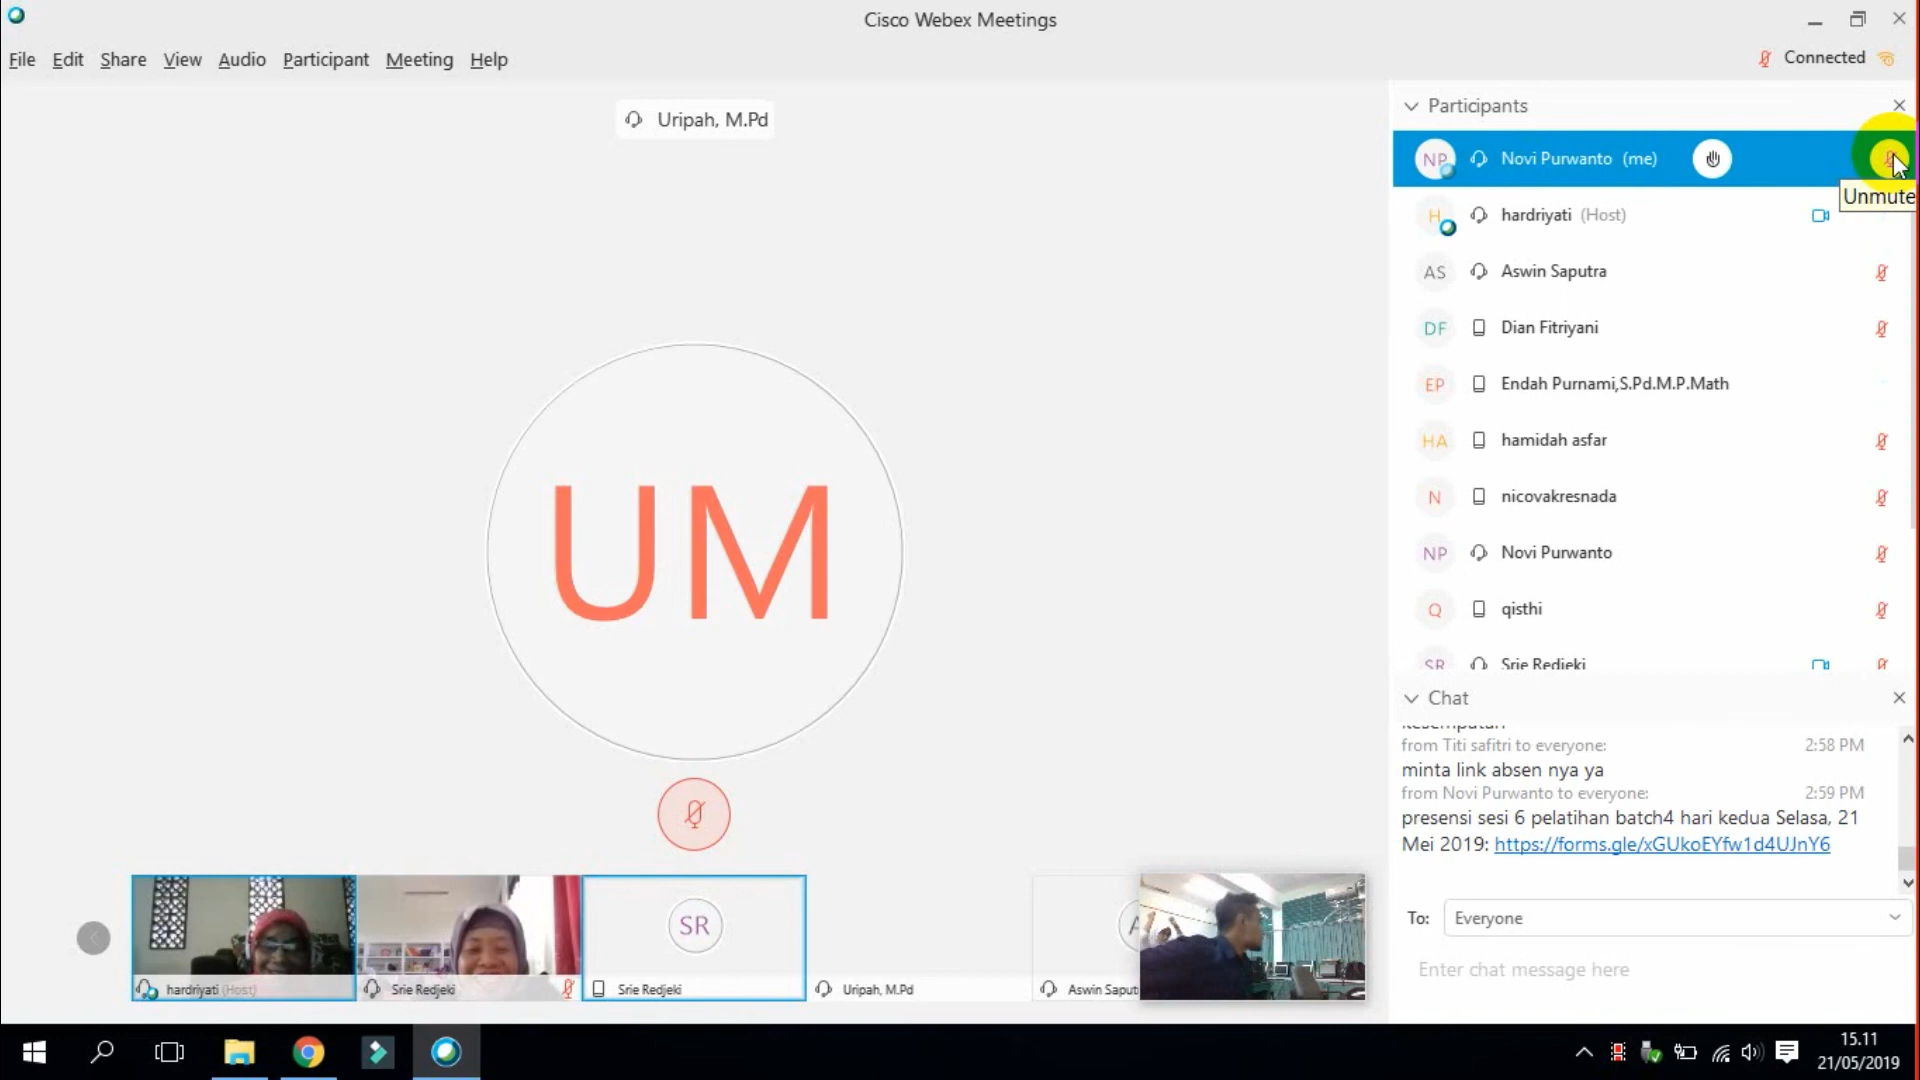 Cisco Webex Meetings
File Edit Share View Audio Participant Meeting Help
Connected
Uripah, M.Pd
Participants
NP Novi Purwanto (me)
Unmute
H hardriyati (Host)
AS Aswin Saputra
DF Dian Fitriyani
EP Endah Purnami,S.Pd.M.P.Math
HA hamidah asfar
N nicovakresnada
NP Novi Purwanto
Q qisthi
SR Srie Redjeki
UM
Chat
from Titi safitri to everyone: 2:58 PM
minta link absen nya ya
from Novi Purwanto to everyone: 2:59 PM
presensi sesi 6 pelatihan batch4 hari kedua Selasa, 21
Mei 2019: https://forms.gle/xGUkoEYfw1d4UJnY6
To: Everyone
Enter chat message here
SR
hardriyati (Host)
Srie Redjeki
Srie Redjeki
Uripah, M.Pd
Aswin Saput
15.11
21/05/2019